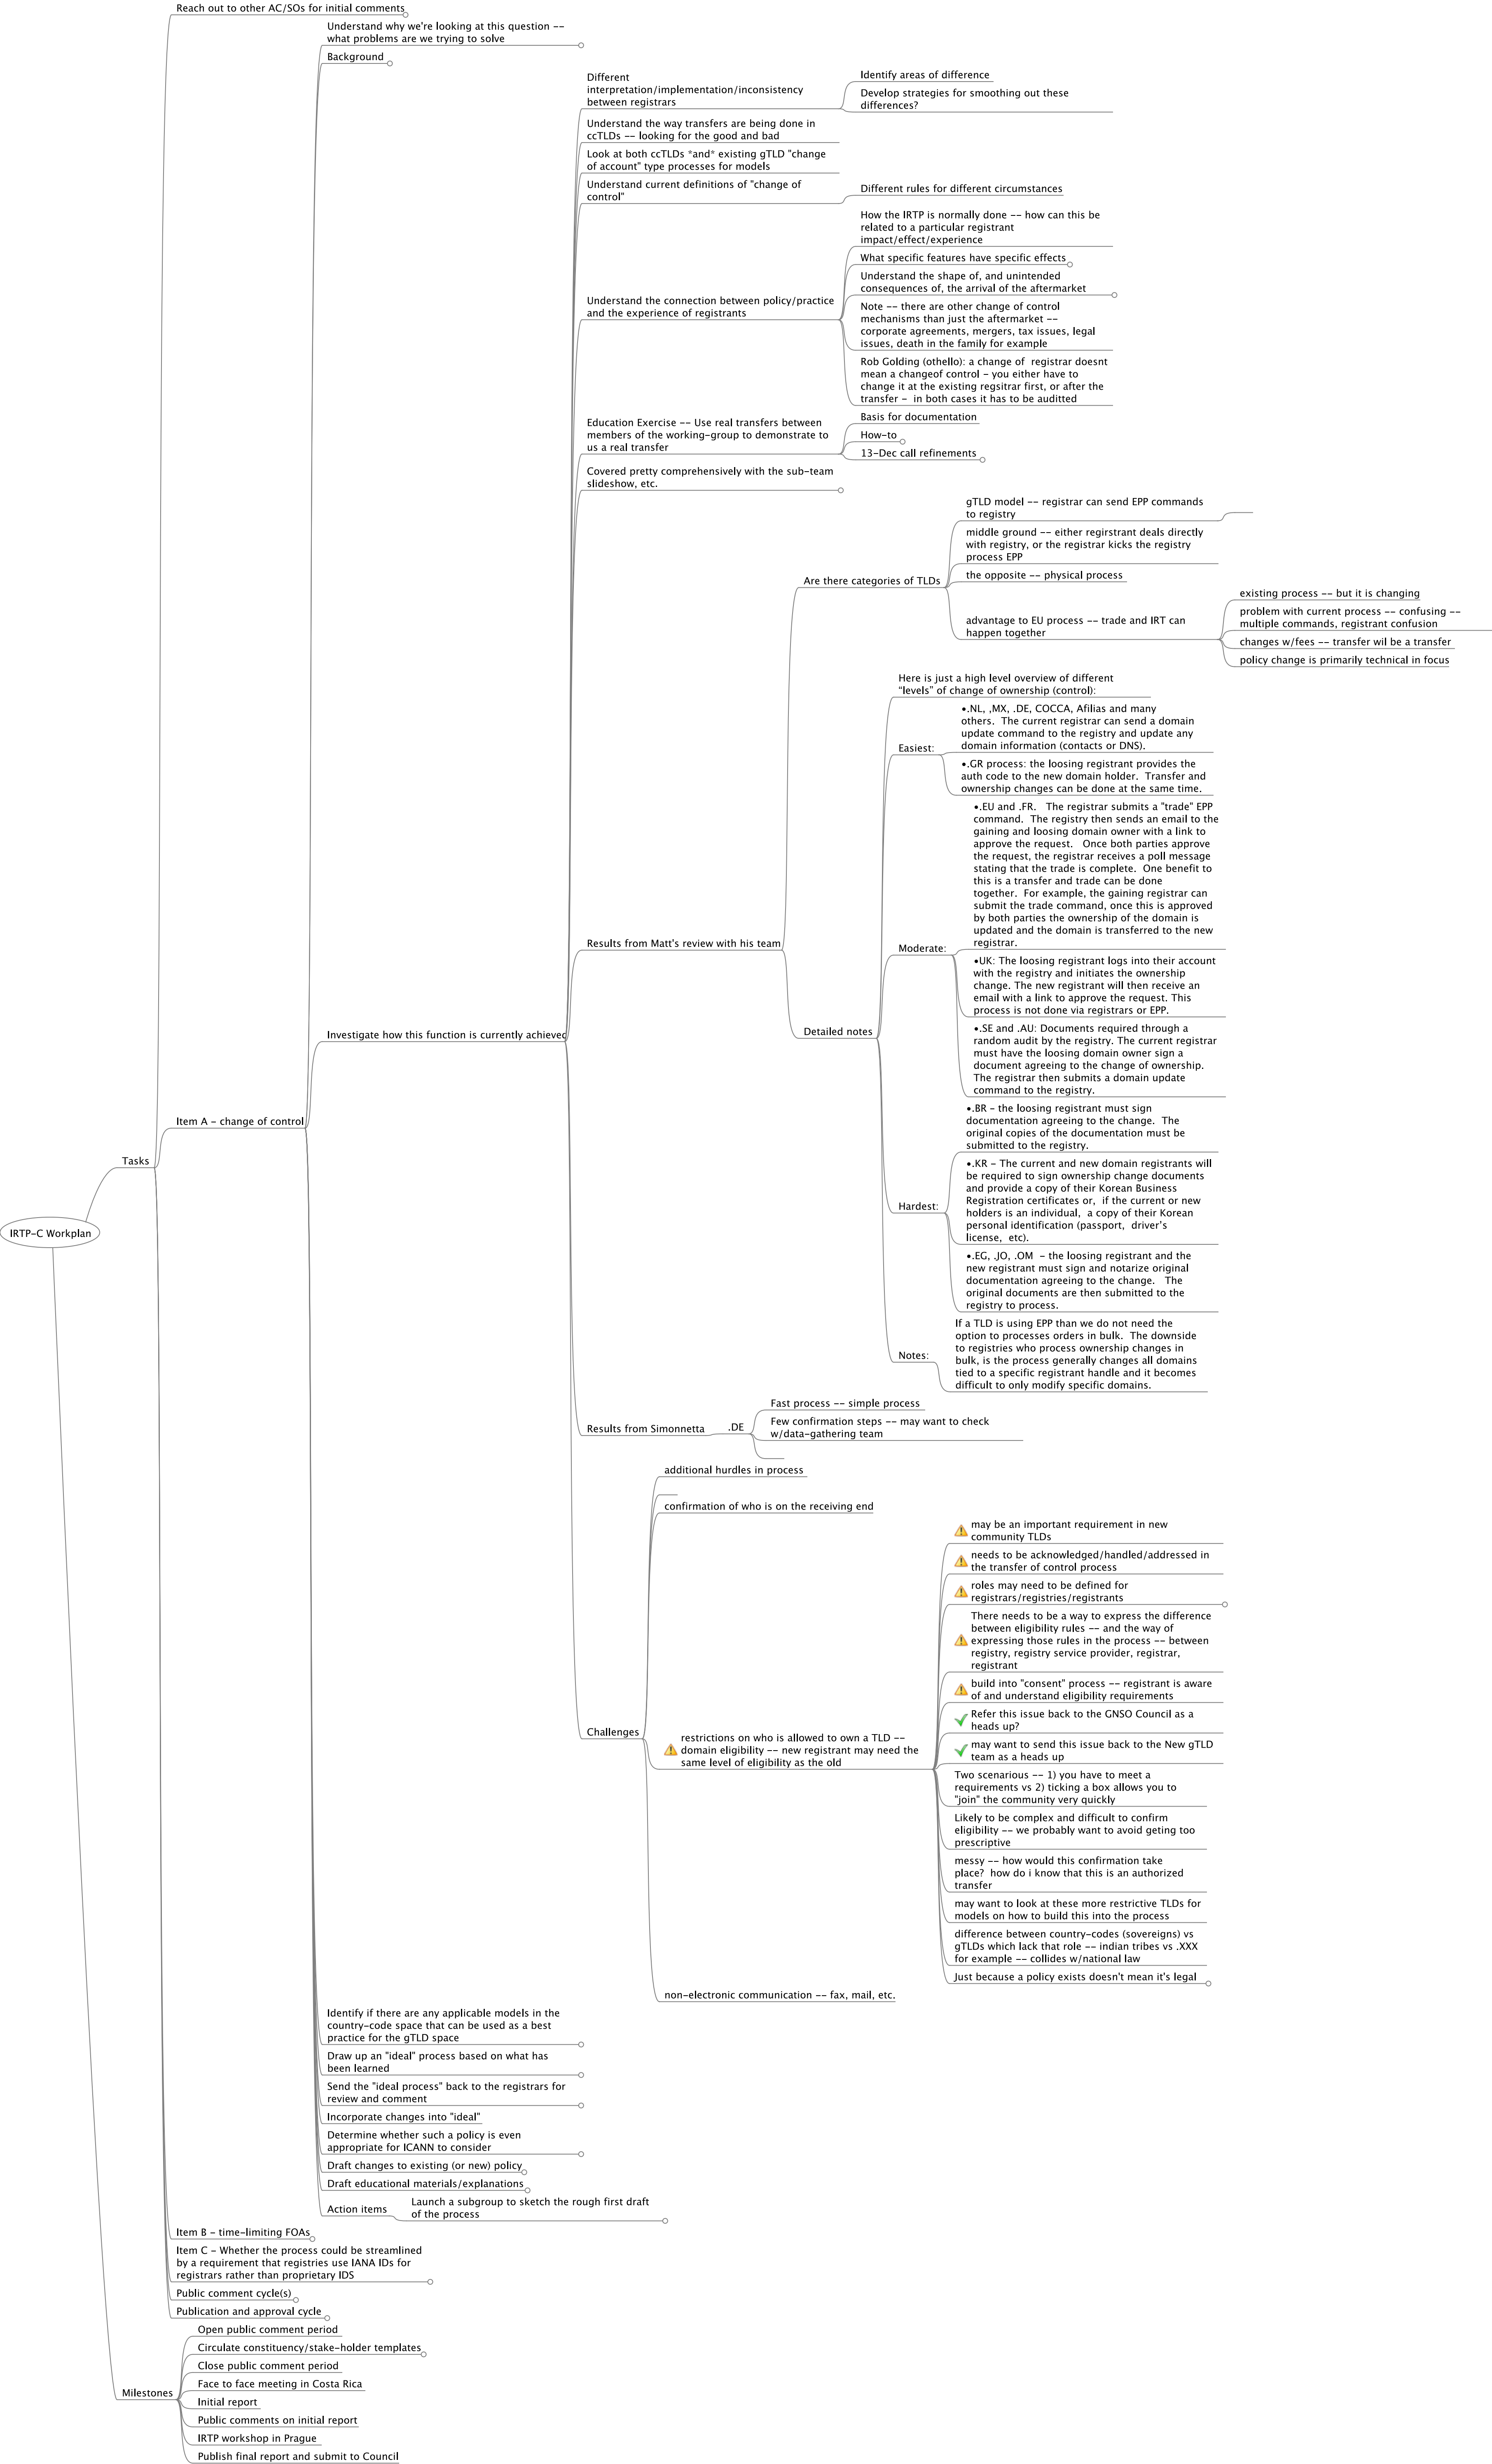 Reach out to other AC/SOs for initial comments
Understand why we're looking at this question --
what problems are we trying to solve
Background
Different
interpretation/implementation/inconsistency
between registrars
Identify areas of difference
Develop strategies for smoothing out these
differences?
Understand the way transfers are being done in
ccTLDs -- looking for the good and bad
Look at both ccTLDs *and* existing gTLD "change
of account" type processes for models
Understand current definitions of "change of
control"
Different rules for different circumstances
How the IRTP is normally done -- how can this be
related to a particular registrant
impact/effect/experience
What specific features have specific effects
Understand the shape of, and unintended
consequences of, the arrival of the aftermarket
Understand the connection between policy/practice
and the experience of registrants
Note -- there are other change of control
mechanisms than just the aftermarket --
corporate agreements, mergers, tax issues, legal
issues, death in the family for example
Rob Golding (othello): a change of  registrar doesnt
mean a changeof control - you either have to
change it at the existing regsitrar first, or after the
transfer -  in both cases it has to be auditted
Education Exercise -- Use real transfers between
members of the working-group to demonstrate to
us a real transfer
Basis for documentation
How-to
13-Dec call refinements
Covered pretty comprehensively with the sub-team
slideshow, etc.
gTLD model -- registrar can send EPP commands
to registry
middle ground -- either regirstrant deals directly
with registry, or the registrar kicks the registry
process EPP
Are there categories of TLDs
the opposite -- physical process
advantage to EU process -- trade and IRT can
happen together
existing process -- but it is changing
problem with current process -- confusing --
multiple commands, registrant confusion
changes w/fees -- transfer wil be a transfer
policy change is primarily technical in focus
Here is just a high level overview of different
“levels” of change of ownership (control):
Easiest:
•.NL, ,MX, .DE, COCCA, Afilias and many
others.  The current registrar can send a domain
update command to the registry and update any
domain information (contacts or DNS).
•.GR process: the loosing registrant provides the
auth code to the new domain holder.  Transfer and
ownership changes can be done at the same time.
•.EU and .FR.   The registrar submits a "trade" EPP
command.  The registry then sends an email to the
gaining and loosing domain owner with a link to
approve the request.   Once both parties approve
the request, the registrar receives a poll message
stating that the trade is complete.  One benefit to
this is a transfer and trade can be done
together.  For example, the gaining registrar can
submit the trade command, once this is approved
by both parties the ownership of the domain is
updated and the domain is transferred to the new
registrar.
Results from Matt's review with his team
Moderate:
•UK: The loosing registrant logs into their account
with the registry and initiates the ownership
change. The new registrant will then receive an
email with a link to approve the request. This
process is not done via registrars or EPP.
Detailed notes
•.SE and .AU: Documents required through a
random audit by the registry. The current registrar
must have the loosing domain owner sign a
document agreeing to the change of ownership.
The registrar then submits a domain update
command to the registry.
Investigate how this function is currently achieved
Item A - change of control
•.BR - the loosing registrant must sign
documentation agreeing to the change.  The
original copies of the documentation must be
submitted to the registry.
Tasks
Hardest:
•.KR - The current and new domain registrants will
be required to sign ownership change documents
and provide a copy of their Korean Business
Registration certificates or,  if the current or new
holders is an individual,  a copy of their Korean
personal identification (passport,  driver's
license,  etc).
IRTP-C Workplan
•.EG, .JO, .OM  - the loosing registrant and the
new registrant must sign and notarize original
documentation agreeing to the change.   The
original documents are then submitted to the
registry to process.
Notes:
If a TLD is using EPP than we do not need the
option to processes orders in bulk.  The downside
to registries who process ownership changes in
bulk, is the process generally changes all domains
tied to a specific registrant handle and it becomes
difficult to only modify specific domains.
Results from Simonnetta
.DE
Fast process -- simple process
Few confirmation steps -- may want to check
w/data-gathering team
additional hurdles in process
confirmation of who is on the receiving end
may be an important requirement in new
community TLDs
needs to be acknowledged/handled/addressed in
the transfer of control process
roles may need to be defined for
registrars/registries/registrants
There needs to be a way to express the difference
between eligibility rules -- and the way of
expressing those rules in the process -- between
registry, registry service provider, registrar,
registrant
build into "consent" process -- registrant is aware
of and understand eligibility requirements
Refer this issue back to the GNSO Council as a
heads up?
Challenges
restrictions on who is allowed to own a TLD --
domain eligibility -- new registrant may need the
same level of eligibility as the old
may want to send this issue back to the New gTLD
team as a heads up
Two scenarious -- 1) you have to meet a
requirements vs 2) ticking a box allows you to
"join" the community very quickly
Likely to be complex and difficult to confirm
eligibility -- we probably want to avoid geting too
prescriptive
messy -- how would this confirmation take
place?  how do i know that this is an authorized
transfer
may want to look at these more restrictive TLDs for
models on how to build this into the process
difference between country-codes (sovereigns) vs
gTLDs which lack that role -- indian tribes vs .XXX
for example -- collides w/national law
Just because a policy exists doesn't mean it's legal
non-electronic communication -- fax, mail, etc.
Identify if there are any applicable models in the
country-code space that can be used as a best
practice for the gTLD space
Draw up an "ideal" process based on what has
been learned
Send the "ideal process" back to the registrars for
review and comment
Incorporate changes into "ideal"
Determine whether such a policy is even
appropriate for ICANN to consider
Draft changes to existing (or new) policy
Draft educational materials/explanations
Action items
Launch a subgroup to sketch the rough first draft
of the process
Item B - time-limiting FOAs
Item C - Whether the process could be streamlined
by a requirement that registries use IANA IDs for
registrars rather than proprietary IDS
Public comment cycle(s)
Publication and approval cycle
Milestones
Open public comment period
Circulate constituency/stake-holder templates
Close public comment period
Face to face meeting in Costa Rica
Initial report
Public comments on initial report
IRTP workshop in Prague
Publish final report and submit to Council